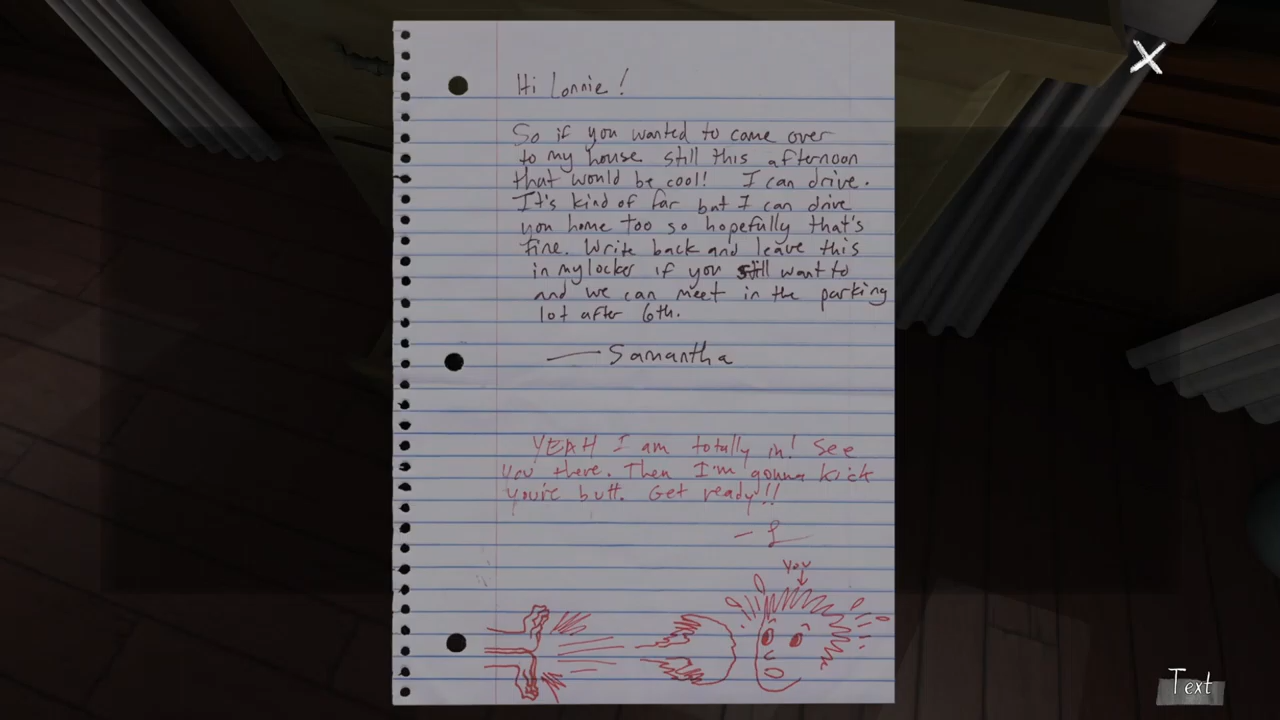 Hi Lonnie!
So if you wanted to come over
to my house still this afternoon
that would be cool! I can drive.
It's kind of far but I can drive
you home too so hopefully that's
fine. Write back and leave this
in my locker if you still want to
and we can meet in the parking
lot after 6th.
— Samantha
YEAH I am totally in! See
you there. Then I'm gonna kick
you're butt. Get ready!!
- L
you
Text